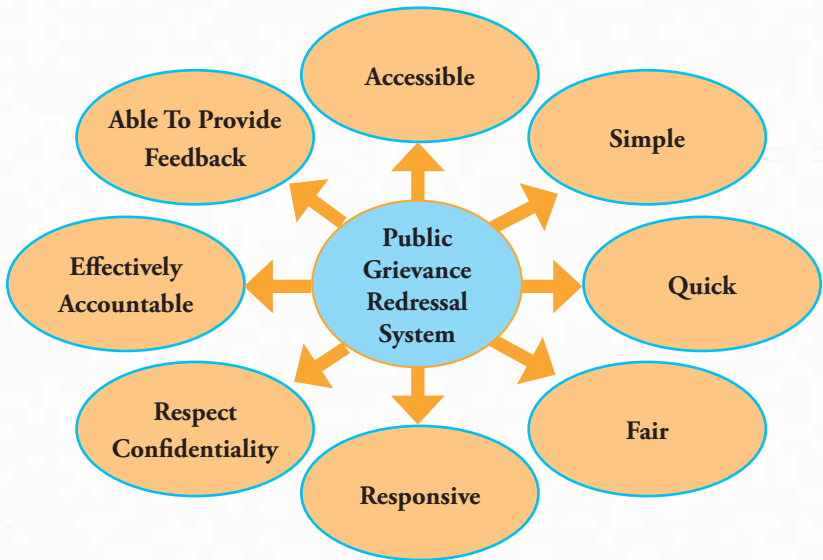 Accessible
Able To Provide
Feedback
Simple
Public
Grievance
Redressal
System
Effectively
Accountable
Quick
Respect
Confidentiality
Fair
Responsive